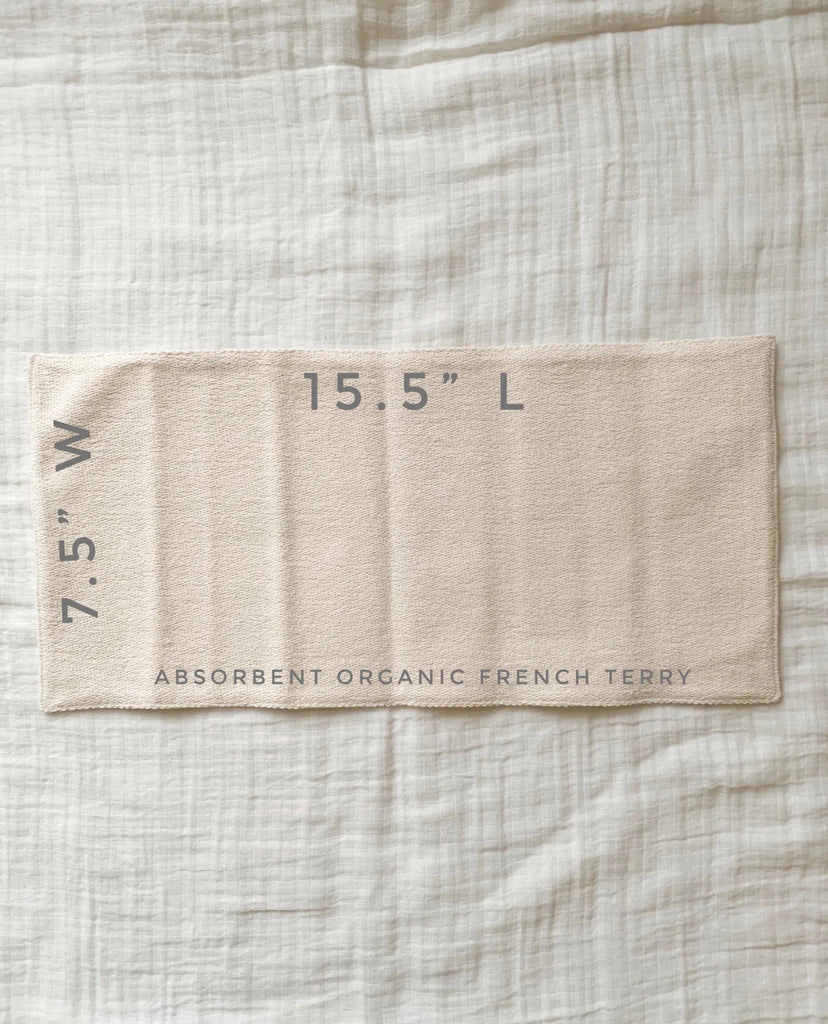 15.5” L
7.5” W
ABSORBENT ORGANIC FRENCH TERRY